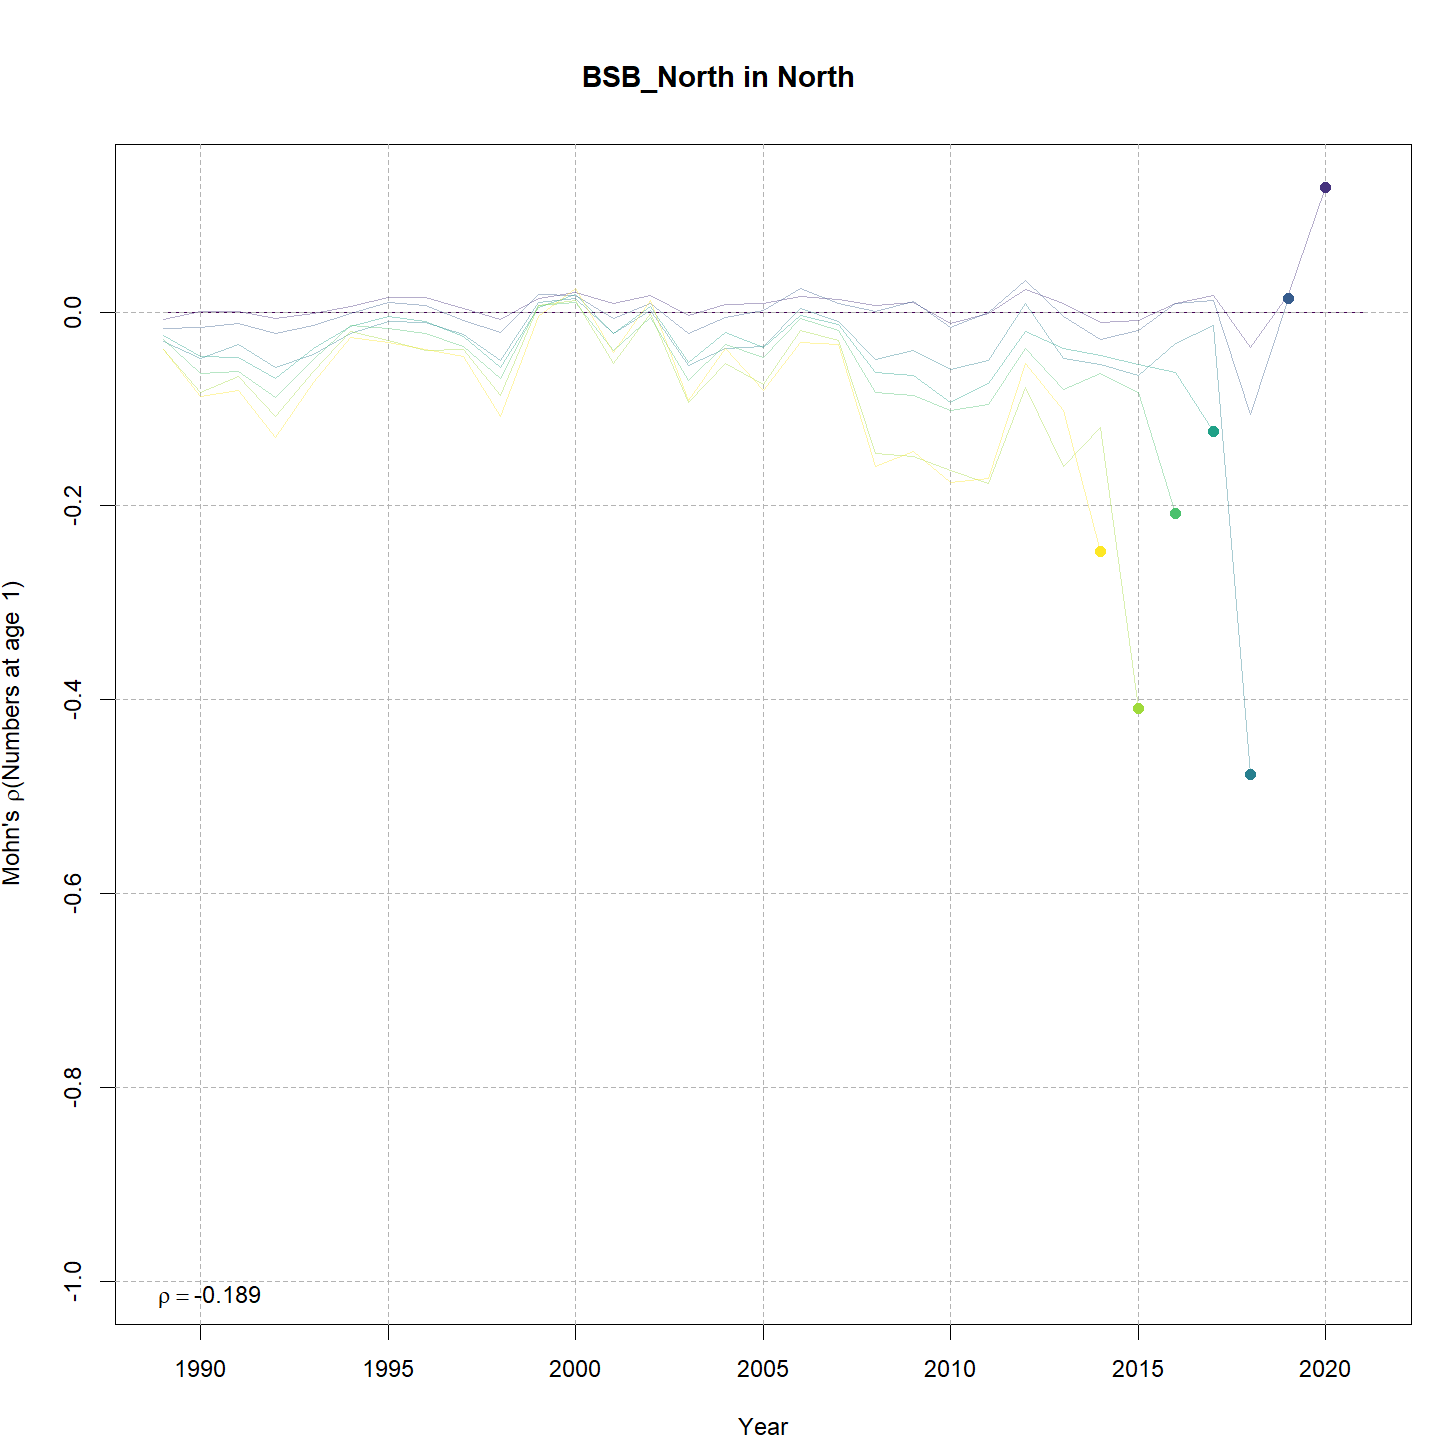 BSB_North in North
Mohn's ρ(Numbers at age 1)
0.0
-0.2
-0.4
-0.6
-0.8
-1.0
ρ = -0.189
1990 1995 2000 2005 2010 2015 2020
Year